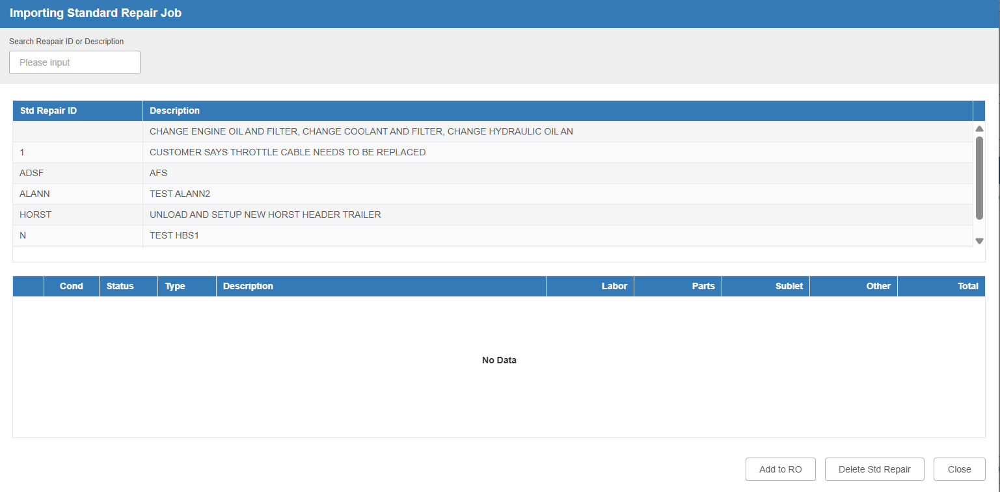 Importing Standard Repair Job
Search Reapair ID or Description
Please input
Std Repair ID Description
CHANGE ENGINE OIL AND FILTER, CHANGE COOLANT AND FILTER, CHANGE HYDRAULIC OIL AN
1 CUSTOMER SAYS THROTTLE CABLE NEEDS TO BE REPLACED
ADSF AFS
ALANN TEST ALANN2
HORST UNLOAD AND SETUP NEW HORST HEADER TRAILER
N TEST HBS1
Cond Status Type Description Labor Parts Sublet Other Total
No Data
Add to RO Delete Std Repair Close